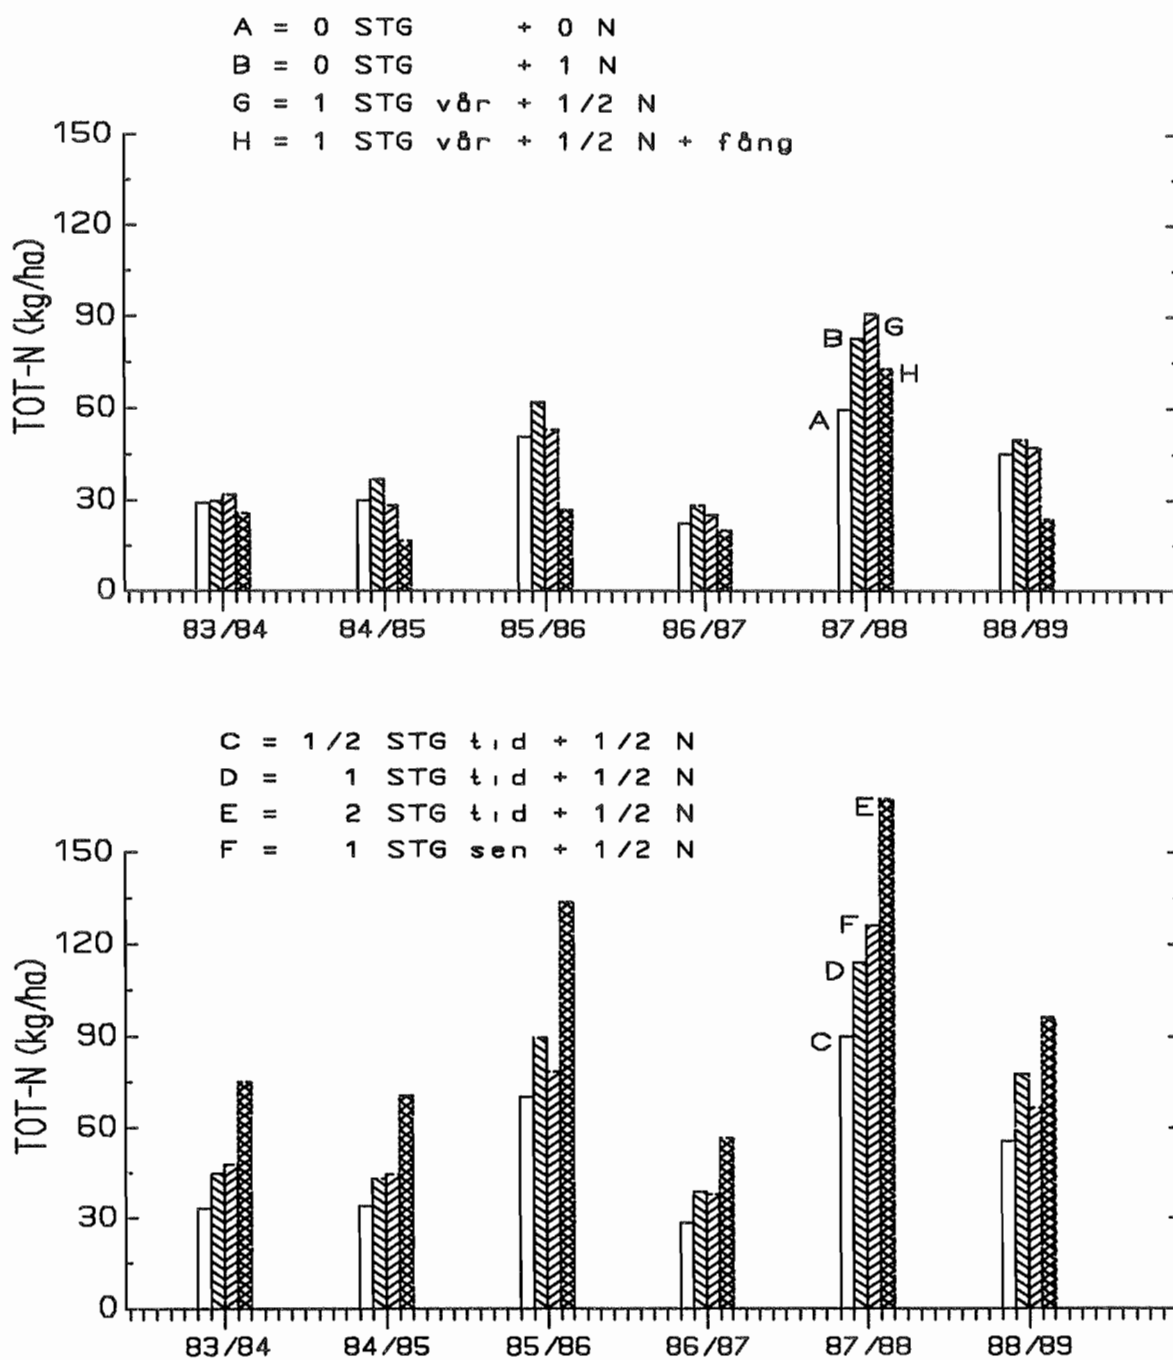 A = 0 STG + 0 N
B = 0 STG + 1 N
G = 1 STG vår + 1/2 N
H = 1 STG vår + 1/2 N + fång
TOT-N (kg/ha)
150
120
90
60
30
0
A
B
G
H
83/84 84/85 85/86 86/87 87/88 88/89
C = 1/2 STG tid + 1/2 N
D = 1 STG tid + 1/2 N
E = 2 STG tid + 1/2 N
F = 1 STG sen + 1/2 N
TOT-N (kg/ha)
150
120
90
60
30
0
E
F
D
C
83/84 84/85 85/86 86/87 87/88 88/89